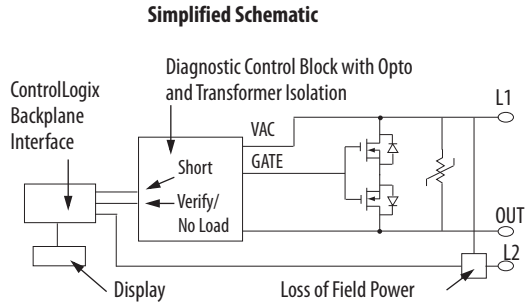 Simplified Schematic
Diagnostic Control Block with Opto
and Transformer Isolation
ControlLogix
Backplane
Interface
L1
VAC
GATE
Short
Verify/
No Load
OUT
L2
Display
Loss of Field Power